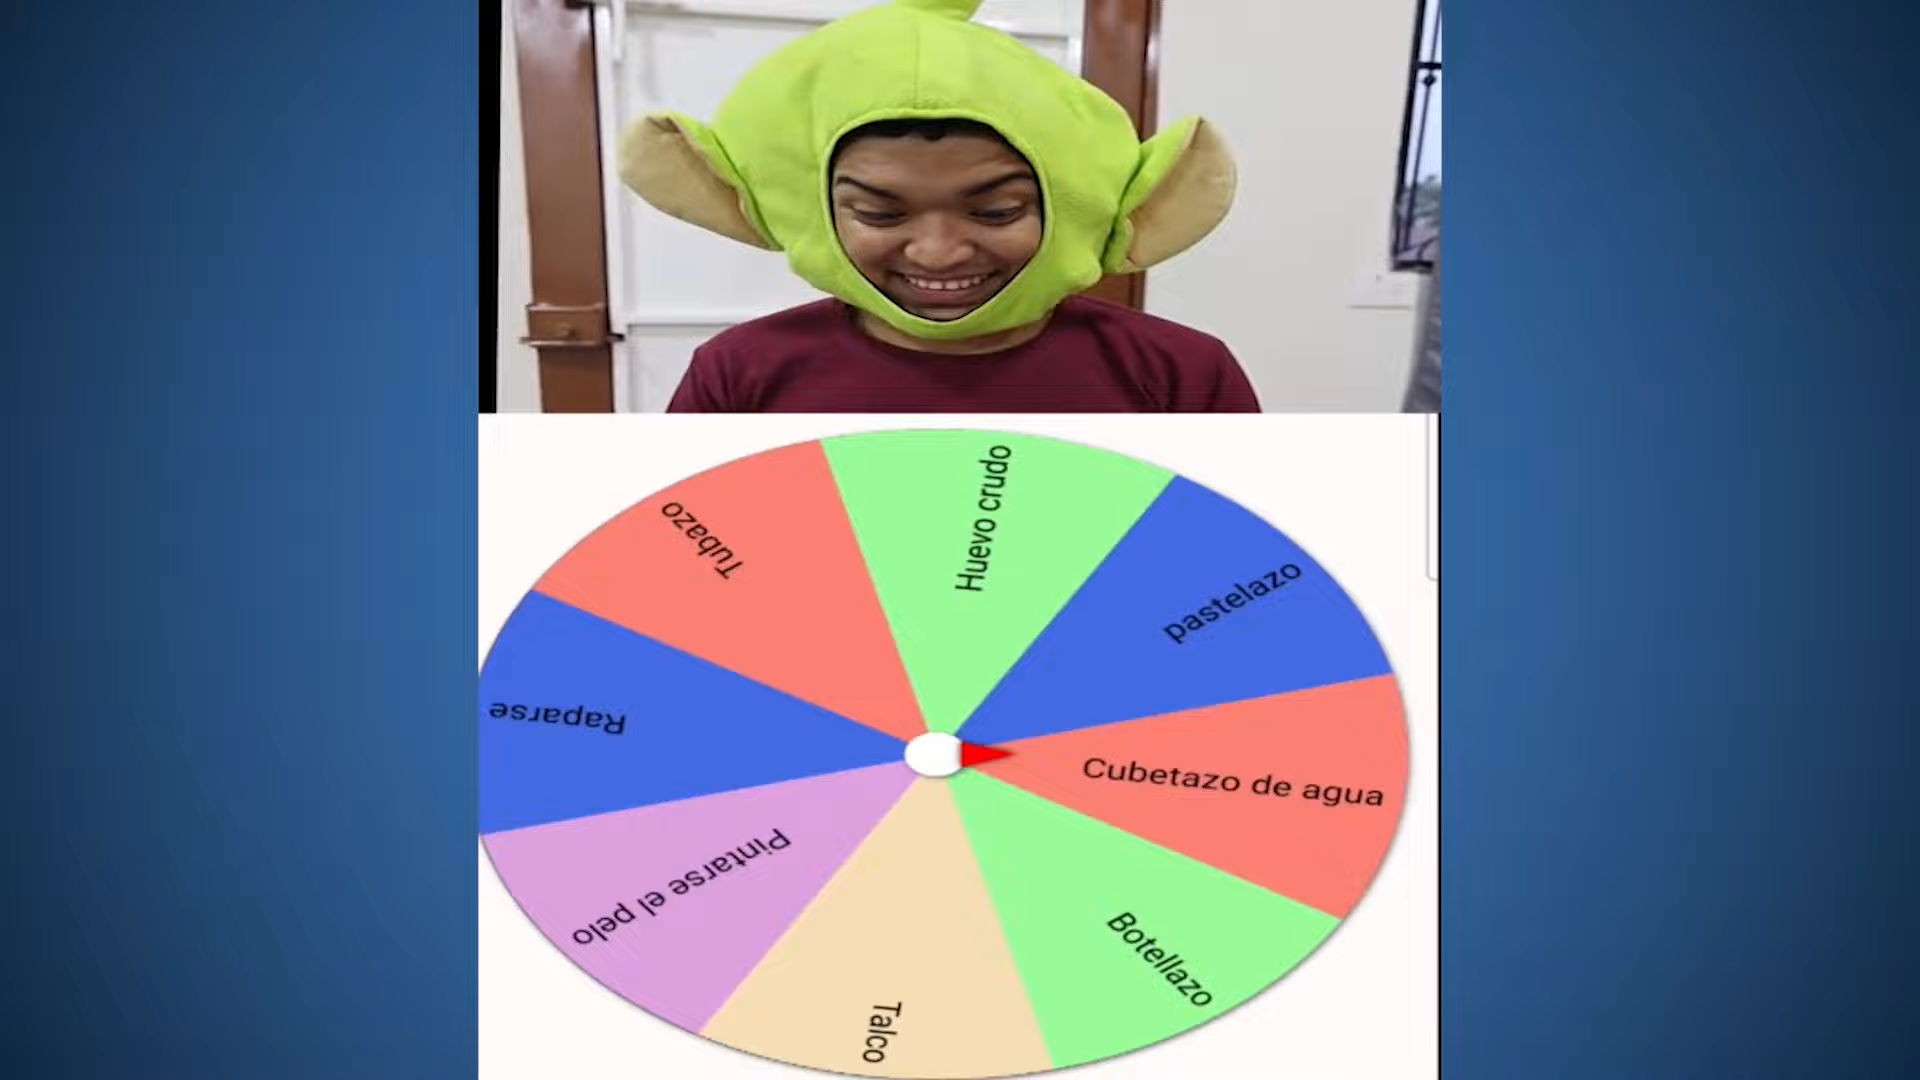 Huevo crudo
pastelazo
Cubetazo de agua
Botellazo
Talco
Pintarse el pelo
Raparse
Tubazo